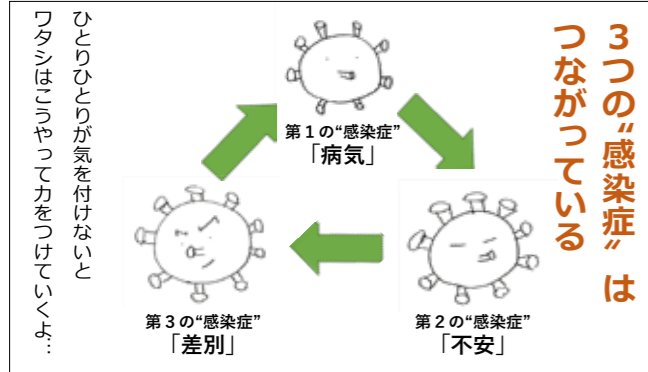 3つの“感染症”は
つながっている
第1の“感染症”
「病気」
第2の“感染症”
「不安」
第3の“感染症”
「差別」
ひとりひとりが気を付けないと
ワタシはこうやって力をつけていくよ…